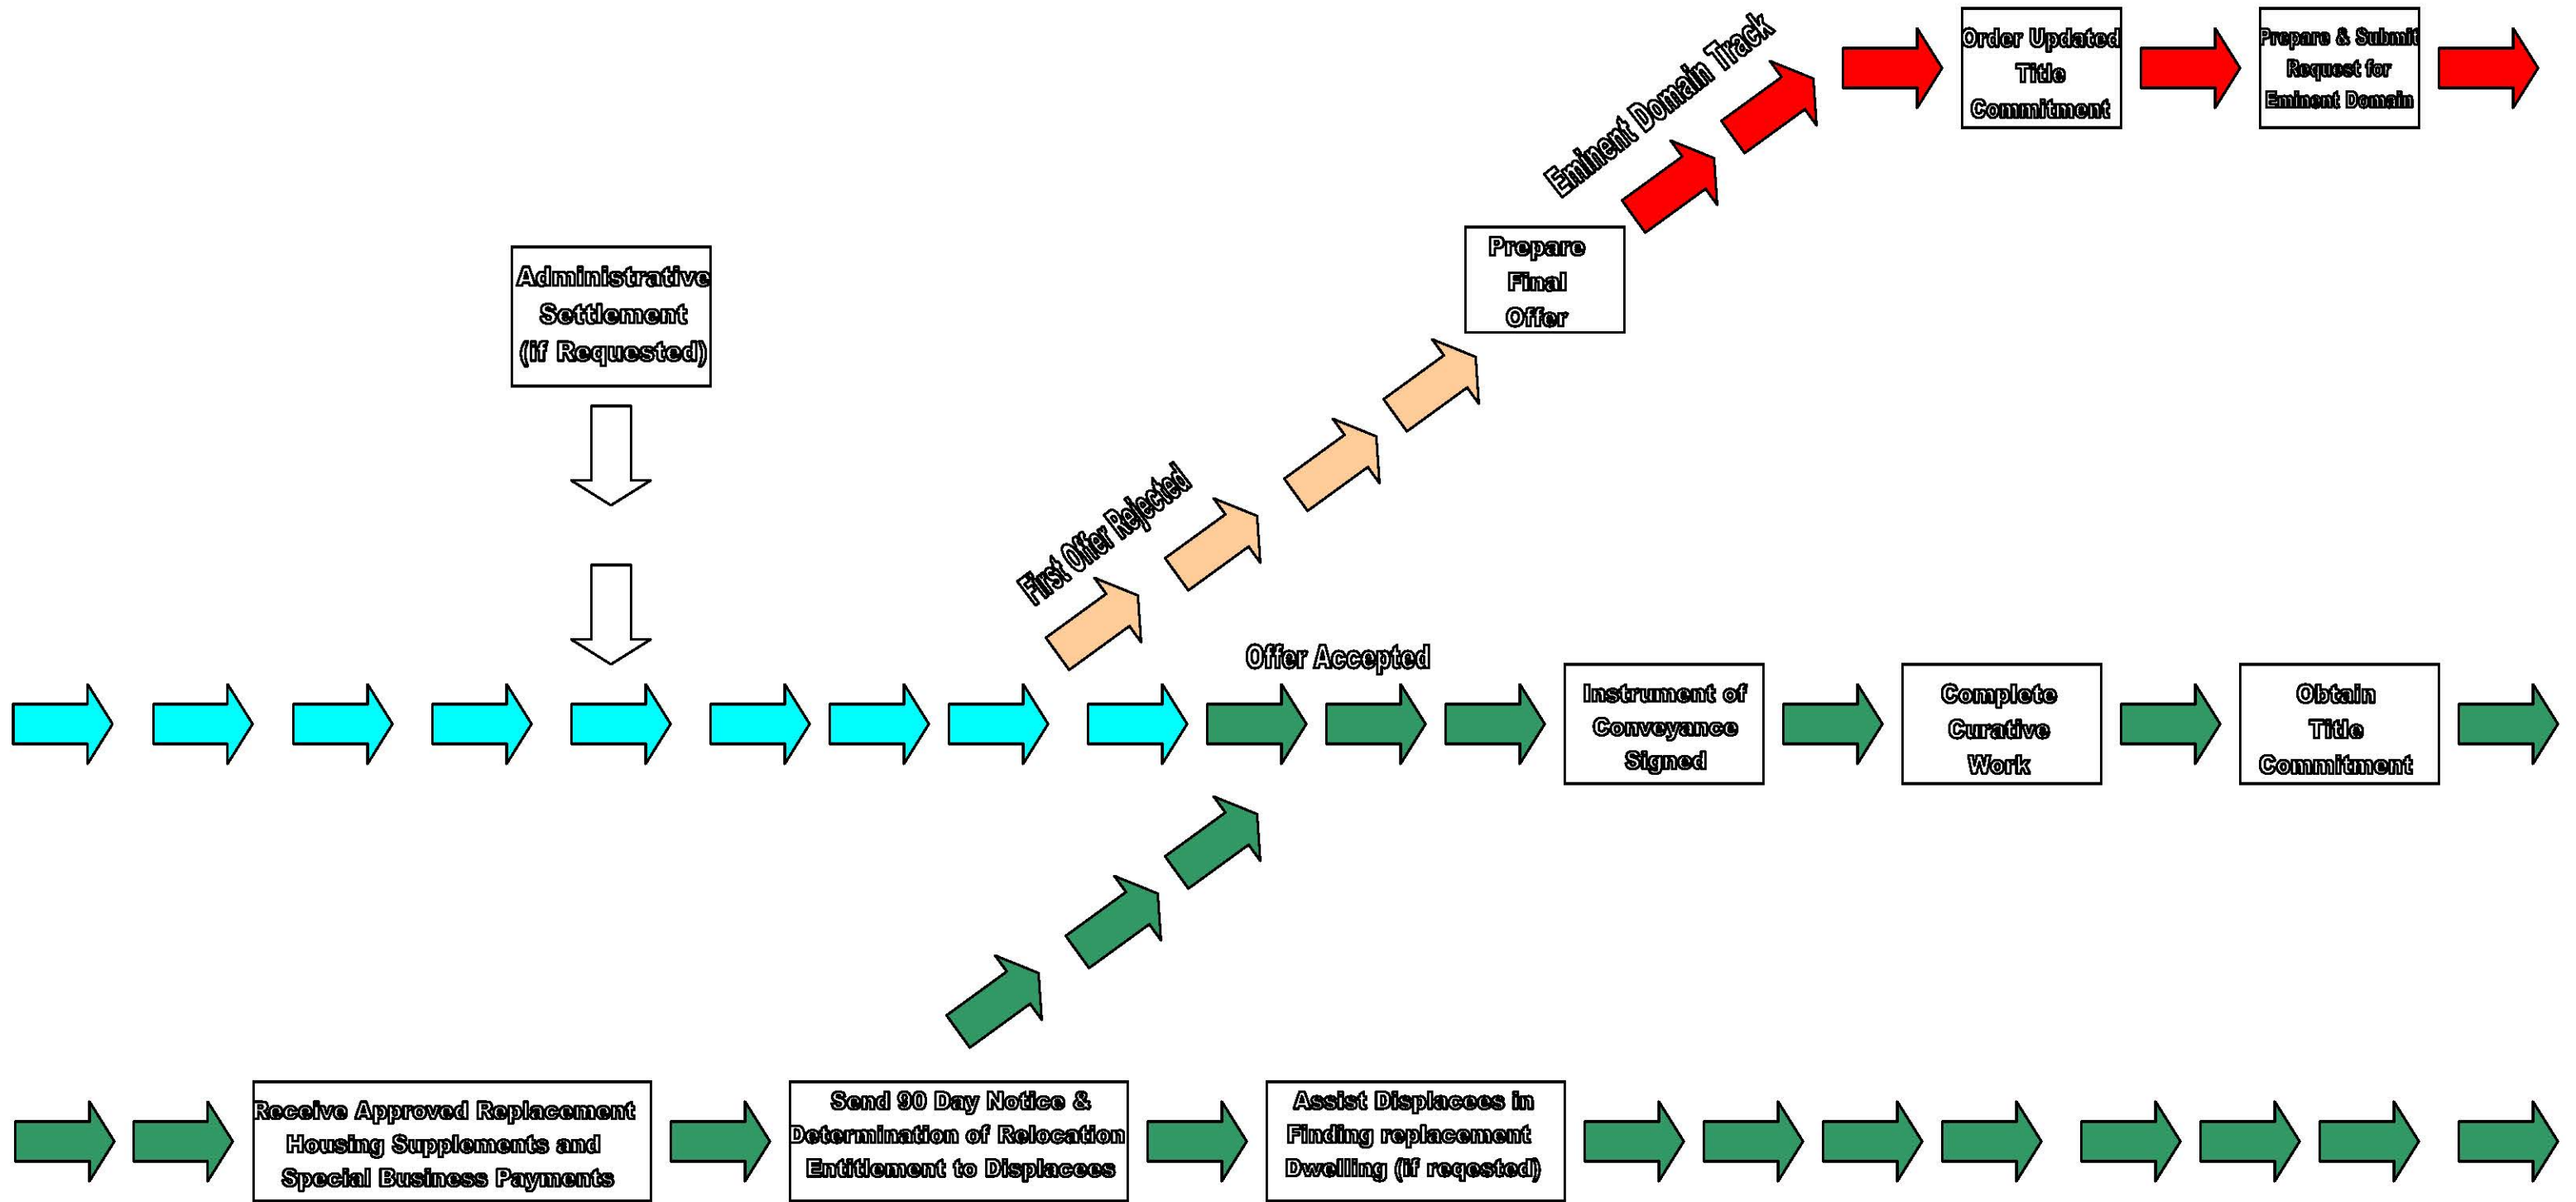 Eminent Domain Track
Order Updated
Title
Commitment
Prepare & Submit
Request for
Eminent Domain
Prepare
Final
Offer
Administrative
Settlement
(if Requested)
First Offer Rejected
Offer Accepted
Instrument of
Conveyance
Signed
Complete
Curative
Work
Obtain
Title
Commitment
Receive Approved Replacement
Housing Supplements and
Special Business Payments
Send 90 Day Notice &
Determination of Relocation
Entitlement to Displacees
Assist Displacees in
Finding replacement
Dwelling (if reqested)